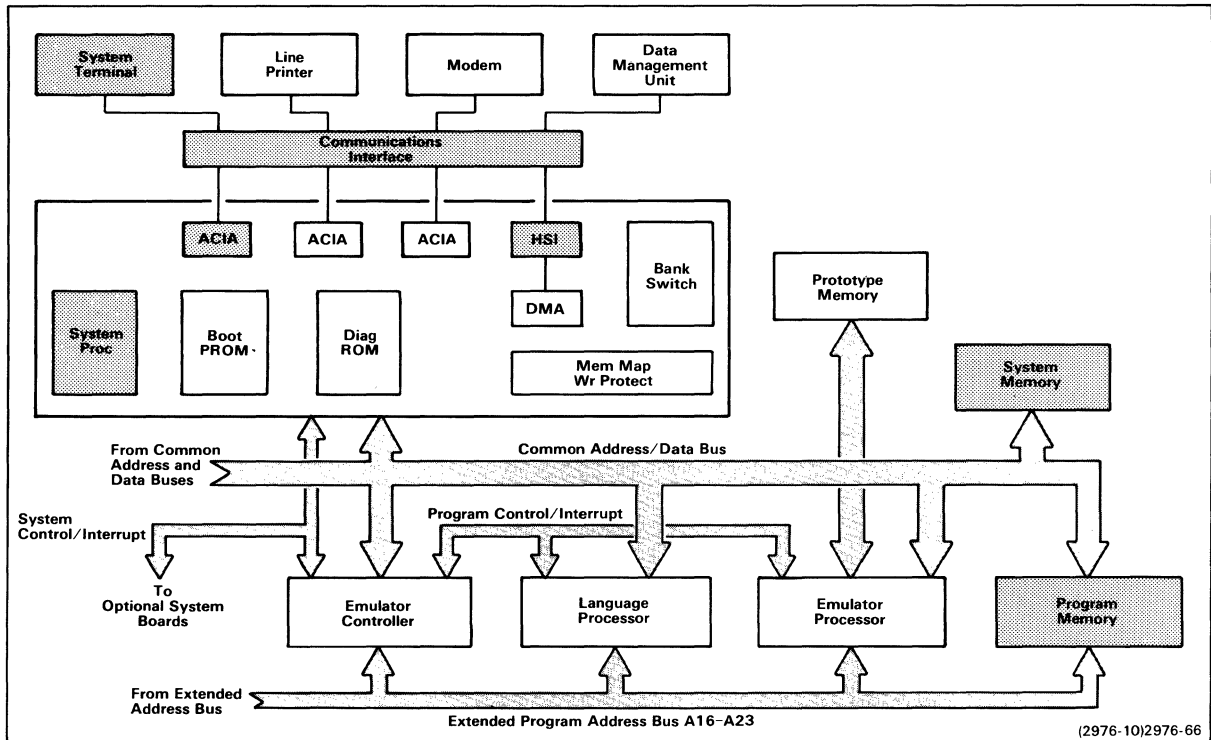 System
Terminal
Line
Printer
Modem
Data
Management
Unit
Communications
Interface
ACIA
ACIA
ACIA
HSI
Bank
Switch
DMA
System
Proc
Boot
PROM
Diag
ROM
Mem Map
Wr Protect
Prototype
Memory
System
Memory
From Common
Address and
Data Buses
Common Address/Data Bus
System
Control/Interrupt
Program Control/Interrupt
To
Optional System
Boards
Emulator
Controller
Language
Processor
Emulator
Processor
Program
Memory
From Extended
Address Bus
Extended Program Address Bus A16–A23
(2976-10)2976-66